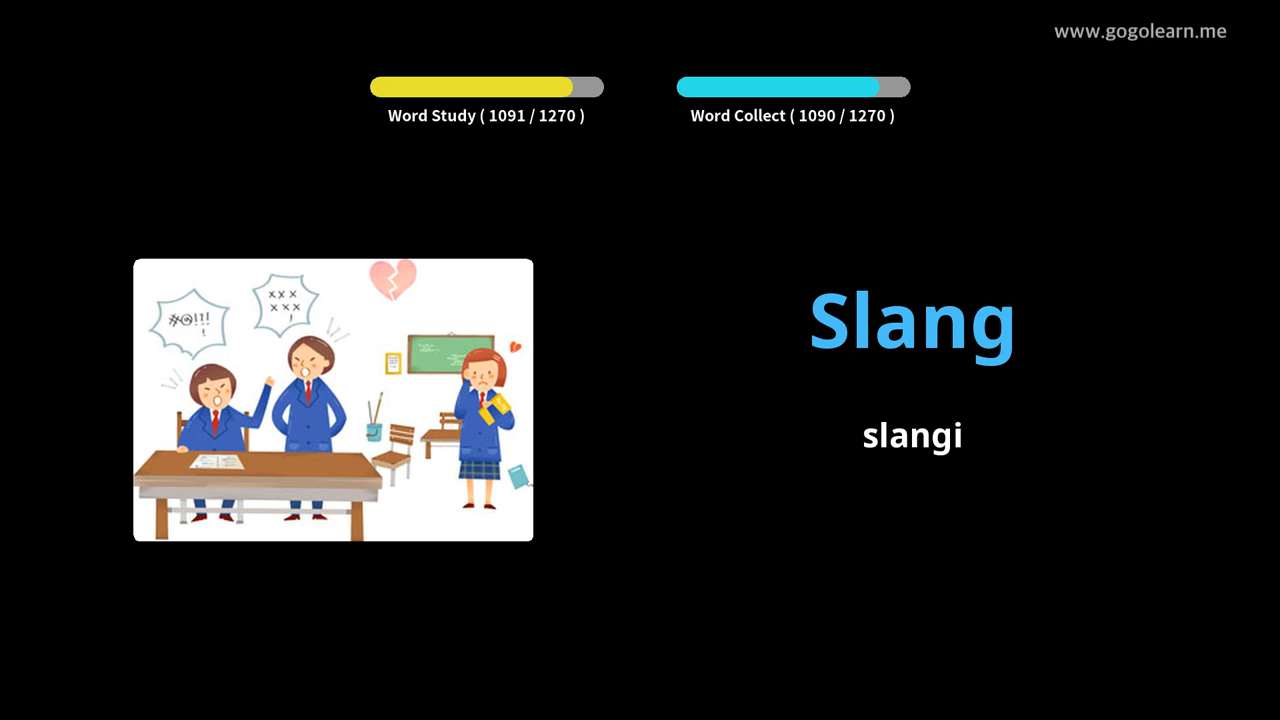 www.gogolearn.me
Word Study ( 1091 / 1270 )
Word Collect ( 1090 / 1270 )
#@!!!
!
x x x
x x x
!
Slang
slangi